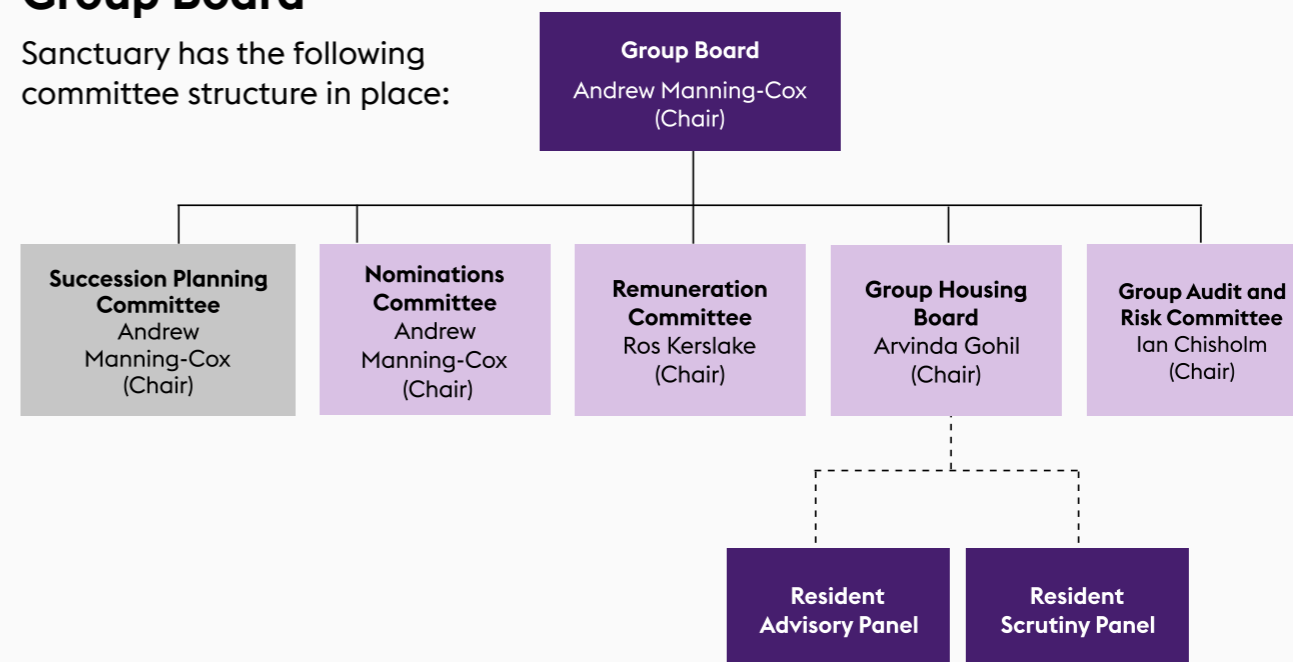 Group Board
Sanctuary has the following
committee structure in place:
Group Board
Andrew Manning-Cox
(Chair)
Succession Planning
Committee
Andrew
Manning-Cox
(Chair)
Nominations
Committee
Andrew
Manning-Cox
(Chair)
Remuneration
Committee
Ros Kerslake
(Chair)
Group Housing
Board
Arvinda Gohil
(Chair)
Group Audit and
Risk Committee
Ian Chisholm
(Chair)
Resident
Advisory Panel
Resident
Scrutiny Panel